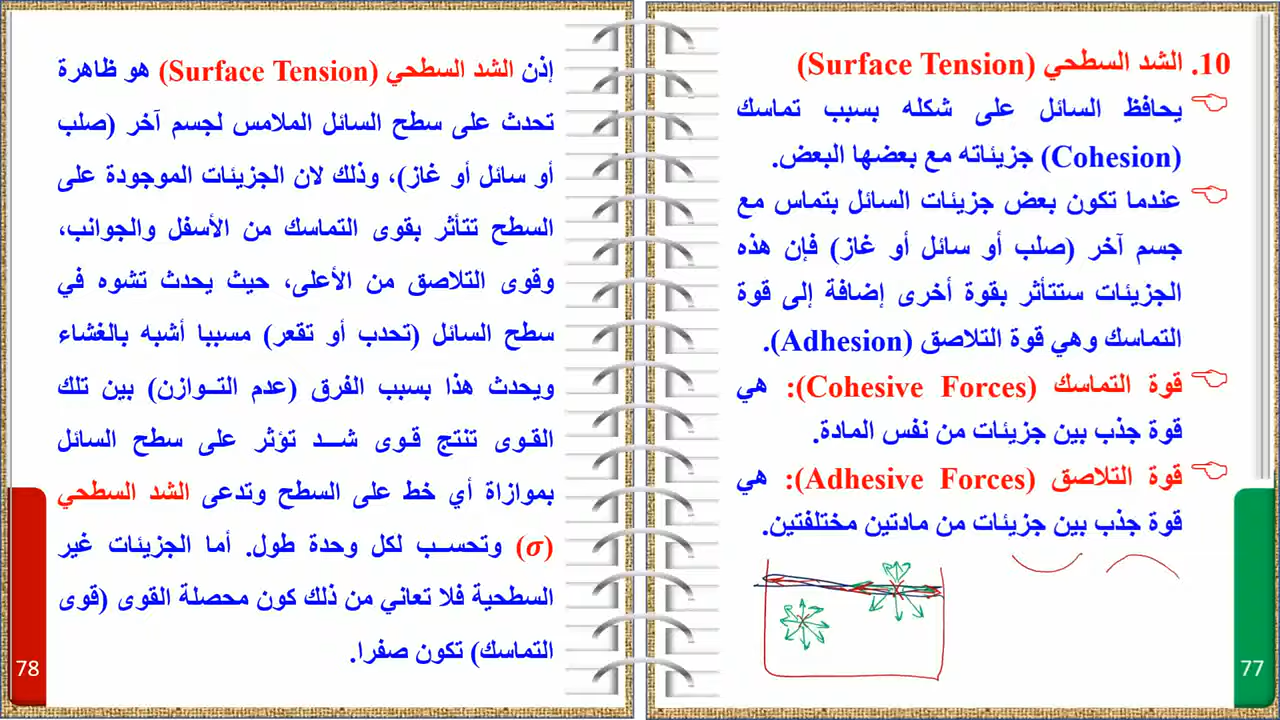 10. الشد السطحي (Surface Tension)
يحافظ السائل على شكله بسبب تماسك
(Cohesion) جزيئاته مع بعضها البعض.
عندما تكون بعض جزيئات السائل بتماس مع
جسم آخر (صلب أو سائل أو غاز) فإن هذه
الجزيئات ستتأثر بقوة أخرى إضافة إلى قوة
التماسك وهي قوة التلاصق (Adhesion).
قوة التماسك (Cohesive Forces): هي
قوة جذب بين جزيئات من نفس المادة.
قوة التلاصق (Adhesive Forces): هي
قوة جذب بين جزيئات من مادتين مختلفتين.
77
إذن الشد السطحي (Surface Tension) هو ظاهرة
تحدث على سطح السائل الملامس لجسم آخر (صلب
أو سائل أو غاز)، وذلك لان الجزيئات الموجودة على
السطح تتأثر بقوى التماسك من الأسفل والجوانب،
وقوى التلاصق من الأعلى، حيث يحدث تشوه في
سطح السائل (تحدب أو تقعر) مسببا أشبه بالغشاء
ويحدث هذا بسبب الفرق (عدم التـوازن) بين تلك
القـوى تنتج قـوى شــد تؤثر على سطح السائل
بموازاة أي خط على السطح وتدعى الشد السطحي
(σ) وتحســب لكل وحدة طول. أما الجزيئات غير
السطحية فلا تعاني من ذلك كون محصلة القوى (قوى
التماسك) تكون صفرا.
78